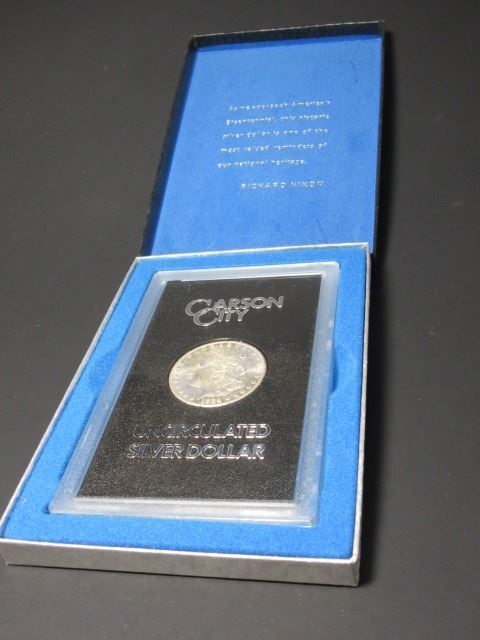 As we approach America's
Bicentennial, this historic
silver dollar is one of the
most valued reminders of
our national heritage.
RICHARD NIXON
CARSON
CITY
UNCIRCULATED
SILVER DOLLAR